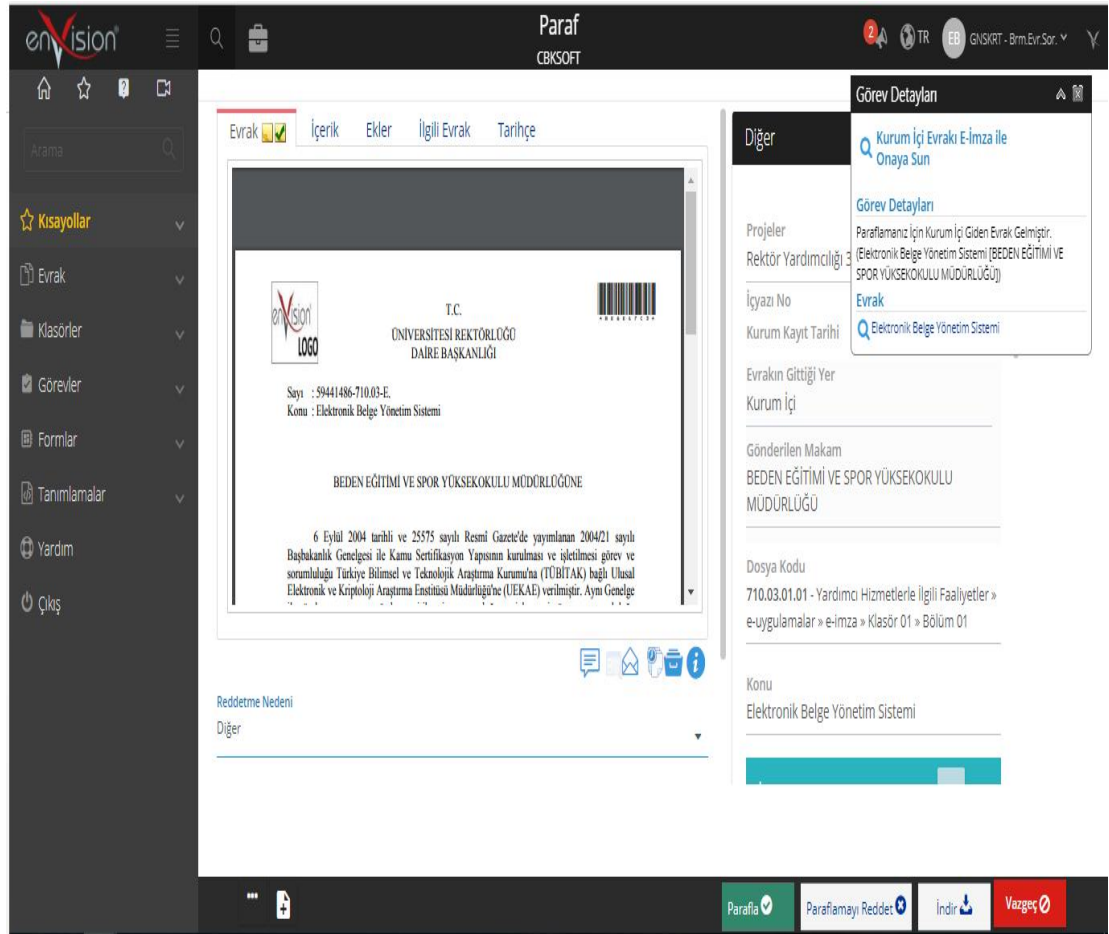 enVision
Paraf
CBKSOFT
2
TR
EB
GNSKRT - Brm.Evr.Sor.
Arama
Kısayollar
Evrak
Klasörler
Görevler
Formlar
Tanımlamalar
Yardım
Çıkış
Evrak
İçerik
Ekler
İlgili Evrak
Tarihçe
enVision
LOGO
T.C.
ÜNİVERSİTESİ REKTÖRLÜĞÜ
DAİRE BAŞKANLIĞI
Sayı : 59441486-710.03-E.
Konu : Elektronik Belge Yönetim Sistemi
BEDEN EĞİTİMİ VE SPOR YÜKSEKOKULU MÜDÜRLÜĞÜNE
6 Eylül 2004 tarihli ve 25575 sayılı Resmî Gazete'de yayımlanan 2004/21 sayılı
Başbakanlık Genelgesi ile Kamu Sertifikasyon Yapısının kurulması ve işletilmesi görev ve
sorumluluğu Türkiye Bilimsel ve Teknolojik Araştırma Kurumu'na (TÜBİTAK) bağlı Ulusal
Elektronik ve Kriptoloji Araştırma Enstitüsü Müdürlüğü'ne (UEKAE) verilmiştir. Aynı Genelge
Reddetme Nedeni
Diğer
Diğer
Projeler
Rektör Yardımcılığı 3
İçyazı No
Kurum Kayıt Tarihi
Evrakın Gittiği Yer
Kurum İçi
Gönderilen Makam
BEDEN EĞİTİMİ VE SPOR YÜKSEKOKULU
MÜDÜRLÜĞÜ
Dosya Kodu
710.03.01.01 - Yardımcı Hizmetlerle İlgili Faaliyetler »
e-uygulamalar » e-imza » Klasör 01 » Bölüm 01
Konu
Elektronik Belge Yönetim Sistemi
Görev Detayları
Kurum İçi Evrakı E-İmza ile
Onaya Sun
Görev Detayları
Paraflamanız İçin Kurum İçi Giden Evrak Gelmiştir.
(Elektronik Belge Yönetim Sistemi [BEDEN EĞİTİMİ VE
SPOR YÜKSEKOKULU MÜDÜRLÜĞÜ])
Evrak
Elektronik Belge Yönetim Sistemi
Parafla
Paraflamayı Reddet
İndir
Vazgeç